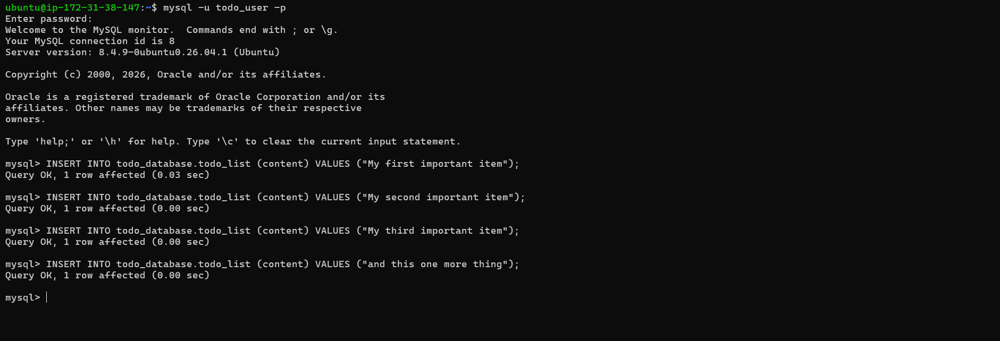 ubuntu@ip-172-31-38-147:~$ mysql -u todo_user -p
Enter password:
Welcome to the MySQL monitor.  Commands end with ; or \g.
Your MySQL connection id is 8
Server version: 8.4.9-0ubuntu0.26.04.1 (Ubuntu)

Copyright (c) 2000, 2026, Oracle and/or its affiliates.

Oracle is a registered trademark of Oracle Corporation and/or its
affiliates. Other names may be trademarks of their respective
owners.

Type 'help;' or '\h' for help. Type '\c' to clear the current input statement.

mysql> INSERT INTO todo_database.todo_list (content) VALUES ("My first important item");
Query OK, 1 row affected (0.03 sec)

mysql> INSERT INTO todo_database.todo_list (content) VALUES ("My second important item");
Query OK, 1 row affected (0.00 sec)

mysql> INSERT INTO todo_database.todo_list (content) VALUES ("My third important item");
Query OK, 1 row affected (0.00 sec)

mysql> INSERT INTO todo_database.todo_list (content) VALUES ("and this one more thing");
Query OK, 1 row affected (0.00 sec)

mysql>